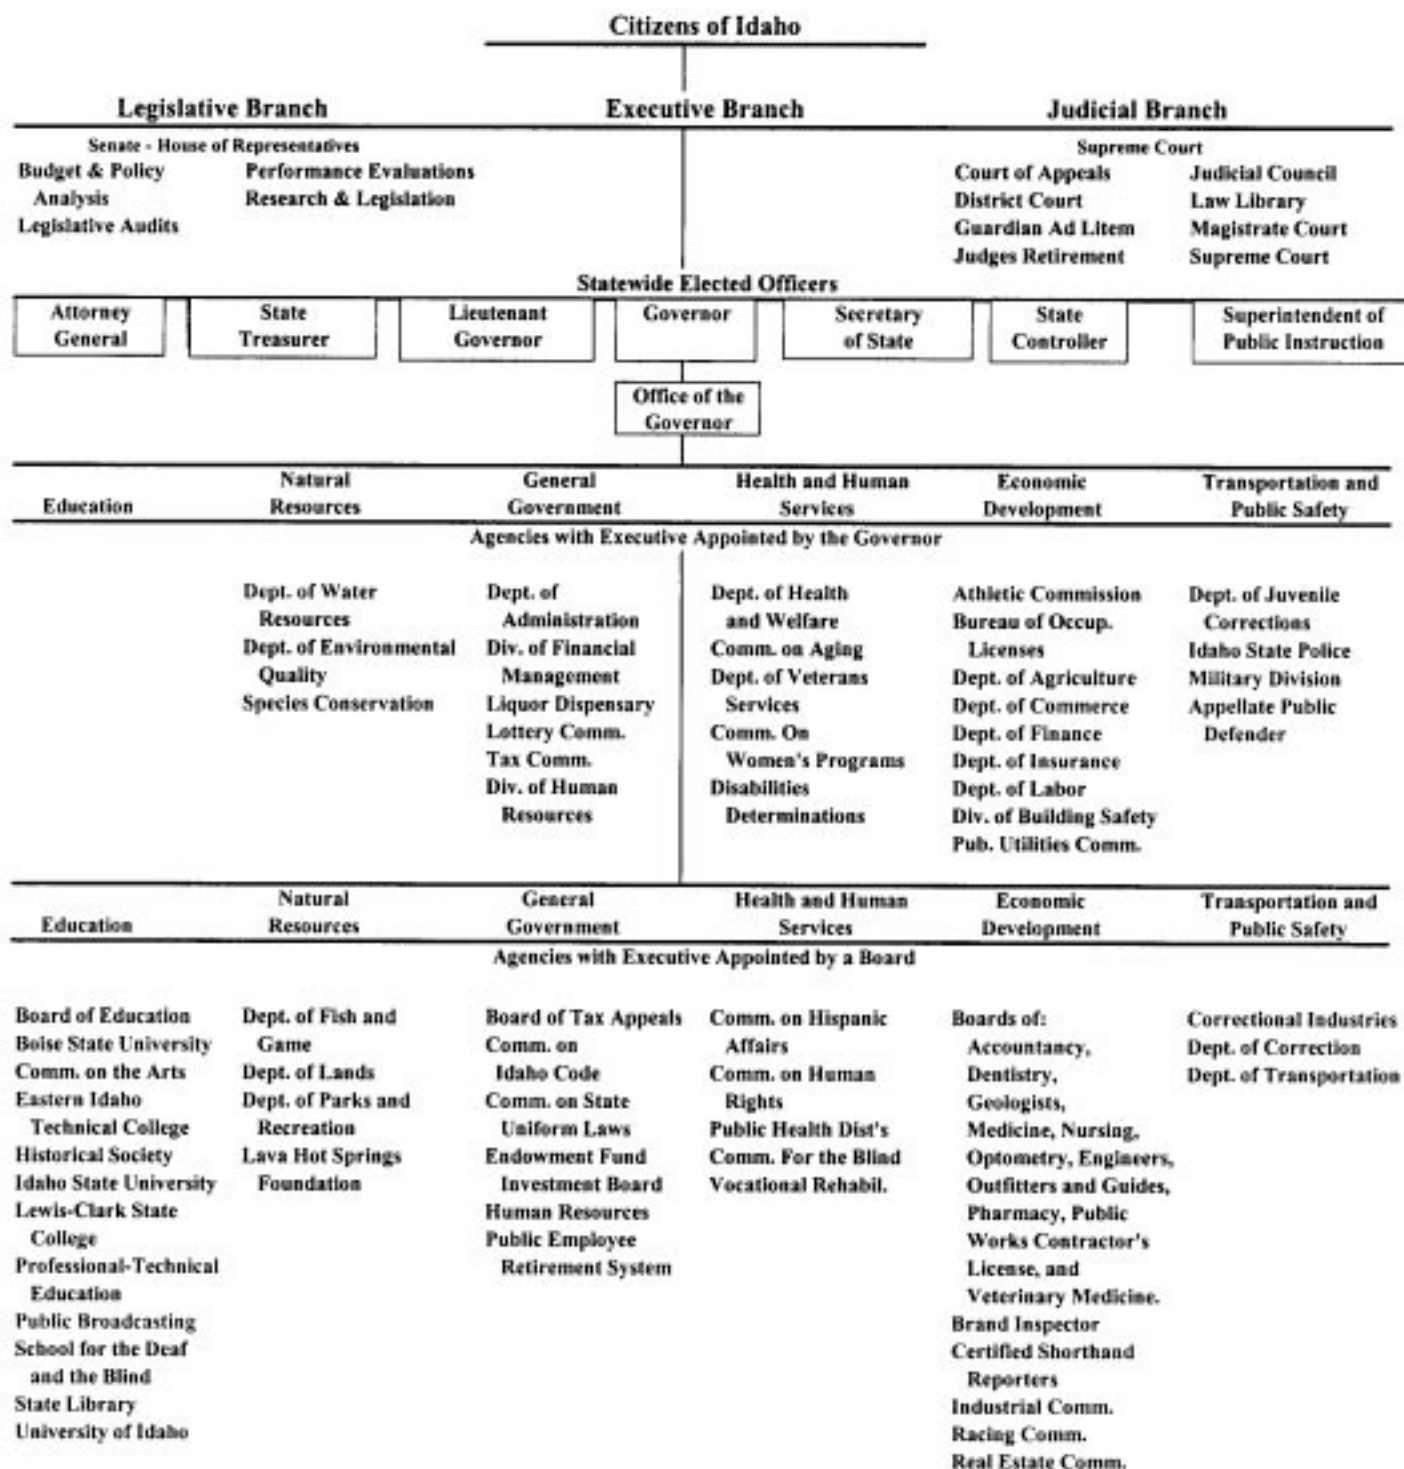 Citizens of Idaho
Legislative Branch
Executive Branch
Judicial Branch
Senate - House of Representatives
Budget & Policy
Analysis
Legislative Audits
Performance Evaluations
Research & Legislation
Supreme Court
Court of Appeals
District Court
Guardian Ad Litem
Judges Retirement
Judicial Council
Law Library
Magistrate Court
Supreme Court
Statewide Elected Officers
Attorney
General
State
Treasurer
Lieutenant
Governor
Governor
Secretary
of State
State
Controller
Superintendent of
Public Instruction
Office of the
Governor
Education
Natural
Resources
General
Government
Health and Human
Services
Economic
Development
Transportation and
Public Safety
Agencies with Executive Appointed by the Governor
Dept. of Water
Resources
Dept. of Environmental
Quality
Species Conservation
Dept. of
Administration
Div. of Financial
Management
Liquor Dispensary
Lottery Comm.
Tax Comm.
Div. of Human
Resources
Dept. of Health
and Welfare
Comm. on Aging
Dept. of Veterans
Services
Comm. On
Women's Programs
Disabilities
Determinations
Athletic Commission
Bureau of Occup.
Licenses
Dept. of Agriculture
Dept. of Commerce
Dept. of Finance
Dept. of Insurance
Dept. of Labor
Div. of Building Safety
Pub. Utilities Comm.
Dept. of Juvenile
Corrections
Idaho State Police
Military Division
Appellate Public
Defender
Education
Natural
Resources
General
Government
Health and Human
Services
Economic
Development
Transportation and
Public Safety
Agencies with Executive Appointed by a Board
Board of Education
Boise State University
Comm. on the Arts
Eastern Idaho
Technical College
Historical Society
Idaho State University
Lewis-Clark State
College
Professional-Technical
Education
Public Broadcasting
School for the Deaf
and the Blind
State Library
University of Idaho
Dept. of Fish and
Game
Dept. of Lands
Dept. of Parks and
Recreation
Lava Hot Springs
Foundation
Board of Tax Appeals
Comm. on
Idaho Code
Comm. on State
Uniform Laws
Endowment Fund
Investment Board
Human Resources
Public Employee
Retirement System
Comm. on Hispanic
Affairs
Comm. on Human
Rights
Public Health Dist's
Comm. For the Blind
Vocational Rehabil.
Boards of:
Accountancy,
Dentistry,
Geologists,
Medicine, Nursing,
Optometry, Engineers,
Outfitters and Guides,
Pharmacy, Public
Works Contractor's
License, and
Veterinary Medicine.
Brand Inspector
Certified Shorthand
Reporters
Industrial Comm.
Racing Comm.
Real Estate Comm.
Correctional Industries
Dept. of Correction
Dept. of Transportation